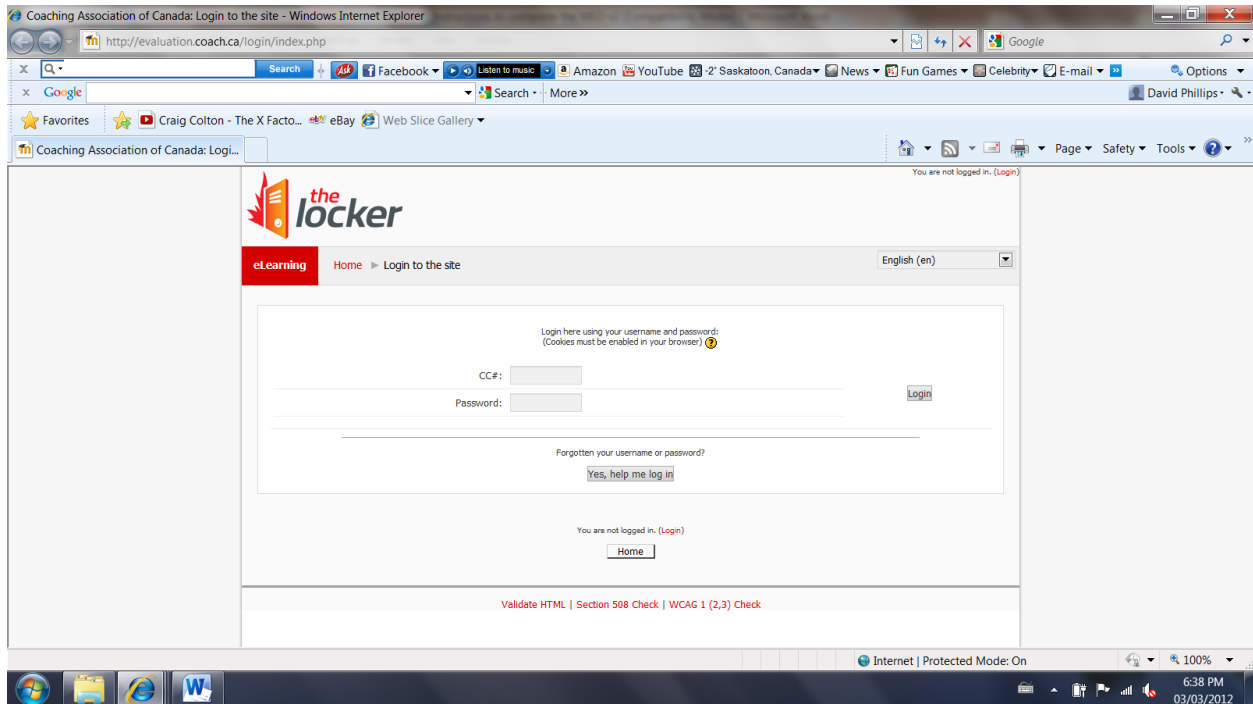 Coaching Association of Canada: Login to the site - Windows Internet Explorer
http://evaluation.coach.ca/login/index.php
Google
X Search Ask Facebook Listen to music Amazon YouTube -2° Saskatoon, Canada News Fun Games Celebrity E-mail Options
x Google Search More >> David Phillips
Favorites Craig Colton - The X Facto... eBay Web Slice Gallery
Coaching Association of Canada: Logi... Page Safety Tools
You are not logged in. (Login)
the
locker
eLearning Home ► Login to the site English (en)
Login here using your username and password:
(Cookies must be enabled in your browser) ?
CC#:
Login
Password:
Forgotten your username or password?
Yes, help me log in
You are not logged in. (Login)
Home
Validate HTML | Section 508 Check | WCAG 1 (2,3) Check
Internet | Protected Mode: On 100%
6:38 PM
03/03/2012